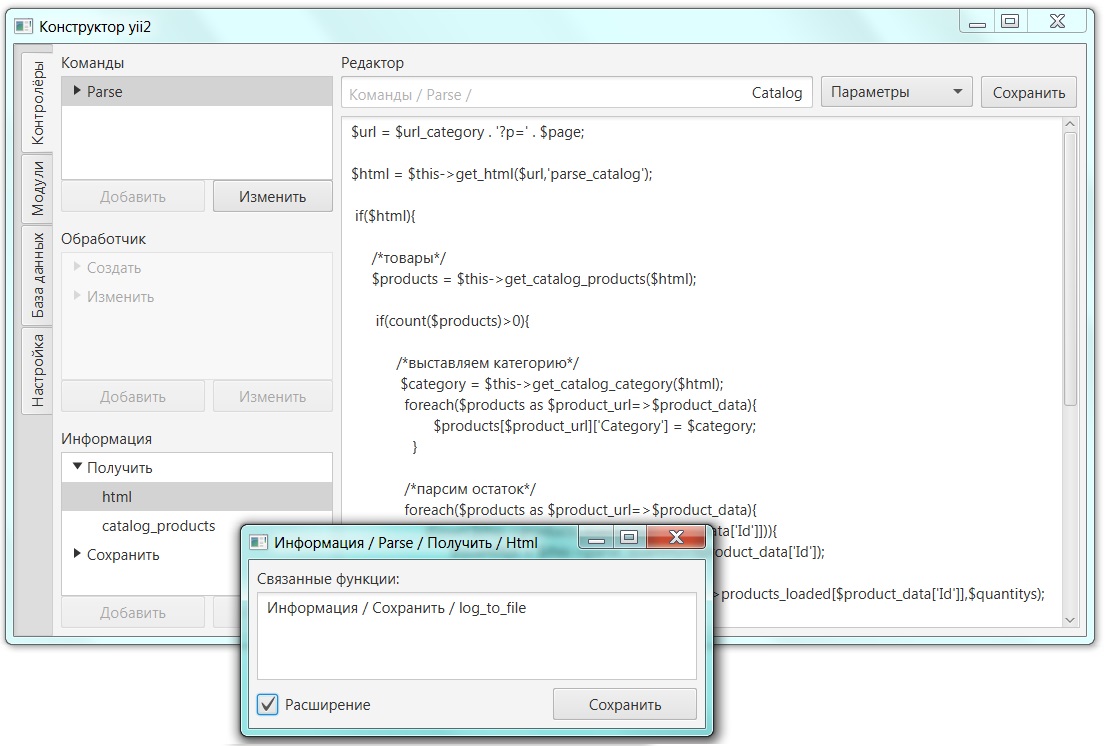 Конструктор yii2
Контролёры
Модули
База данных
Настройка
Команды
Parse
Добавить
Изменить
Обработчик
Создать
Изменить
Добавить
Изменить
Информация
Получить
html
catalog_products
Сохранить
Добавить
Редактор
Команды / Parse /
Catalog
Параметры
Сохранить
$url = $url_category . '?p=' . $page;
$html = $this->get_html($url,'parse_catalog');
if($html){
/*товары*/
$products = $this->get_catalog_products($html);
if(count($products)>0){
/*выставляем категорию*/
$category = $this->get_catalog_category($html);
foreach($products as $product_url=>$product_data){
$products[$product_url]['Category'] = $category;
}
/*парсим остаток*/
foreach($products as $product_url=>$product_data){
ata['Id']])){
oduct_data['Id']);
>products_loaded[$product_data['Id']],$quantitys);
Информация / Parse / Получить / Html
Связанные функции:
Информация / Сохранить / log_to_file
Расширение
Сохранить